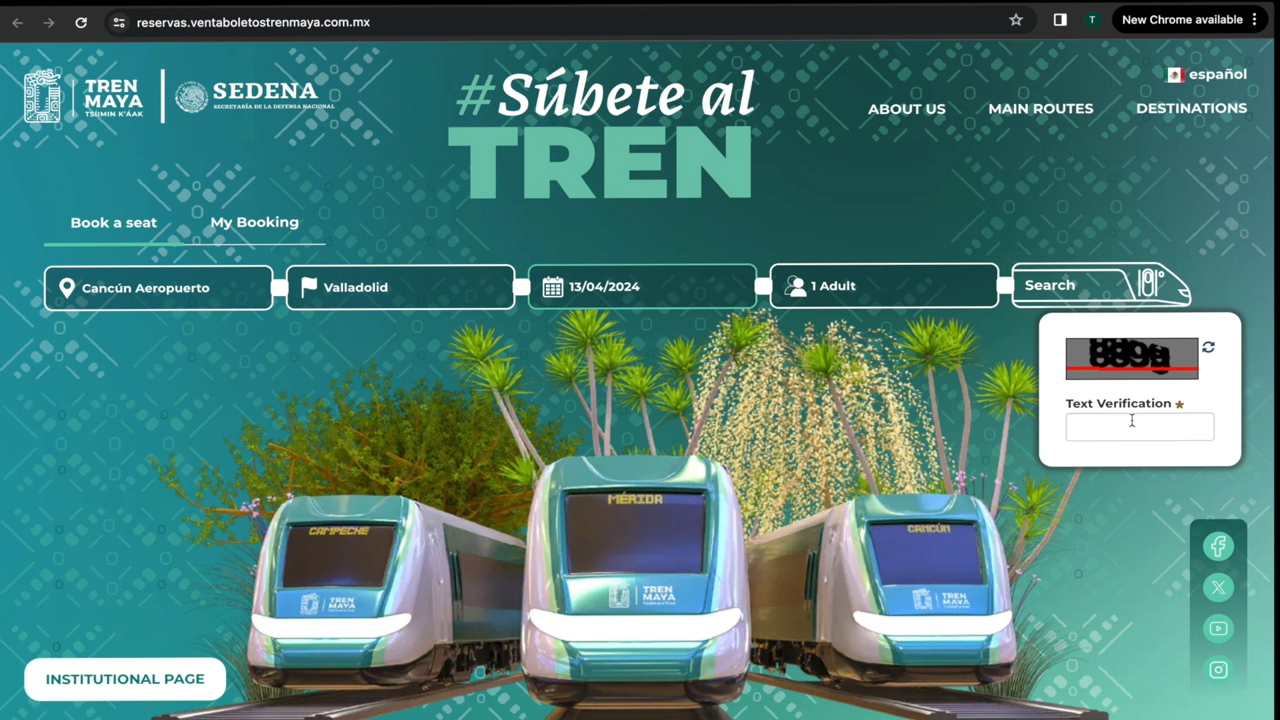 reservas.ventaboletostrenmaya.com.mx
T
New Chrome available
TREN
MAYA
TSIIMIN K'ÁAK
SEDENA
SECRETARÍA DE LA DEFENSA NACIONAL
#Súbete al
TREN
español
ABOUT US
MAIN ROUTES
DESTINATIONS
Book a seat
My Booking
Cancún Aeropuerto
Valladolid
13/04/2024
1 Adult
Search
Text Verification *
CAMPECHE
MÉRIDA
CANCÚN
TREN
MAYA
TREN
MAYA
TREN
MAYA
INSTITUTIONAL PAGE